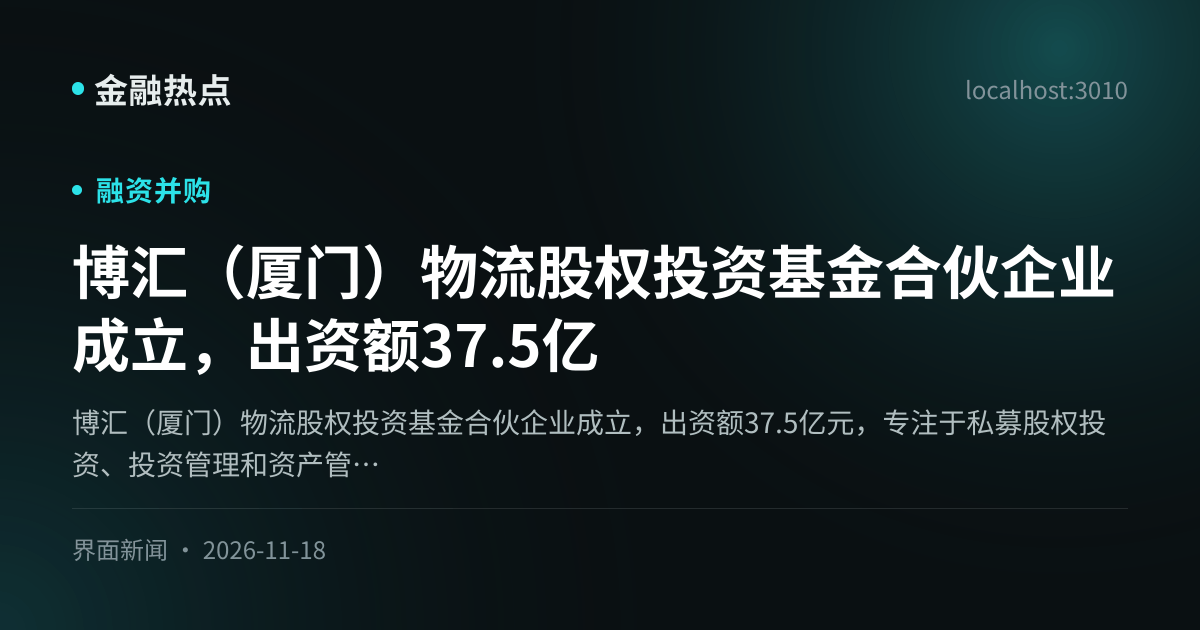 金融热点
localhost:3010
融资并购
博汇（厦门）物流股权投资基金合伙企业
成立，出资额37.5亿
博汇（厦门）物流股权投资基金合伙企业成立，出资额37.5亿元，专注于私募股权投
资、投资管理和资产管…
界面新闻 • 2026-11-18